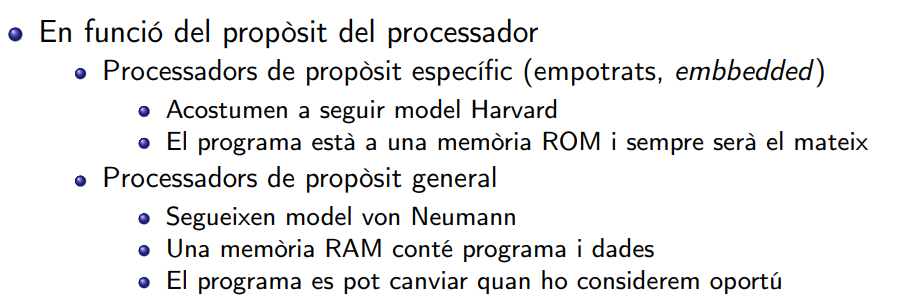 En funció del propòsit del processador
Processadors de propòsit específic (empotrats, embbedded)
Acostumen a seguir model Harvard
El programa està a una memòria ROM i sempre serà el mateix
Processadors de propòsit general
Segueixen model von Neumann
Una memòria RAM conté programa i dades
El programa es pot canviar quan ho considerem oportú